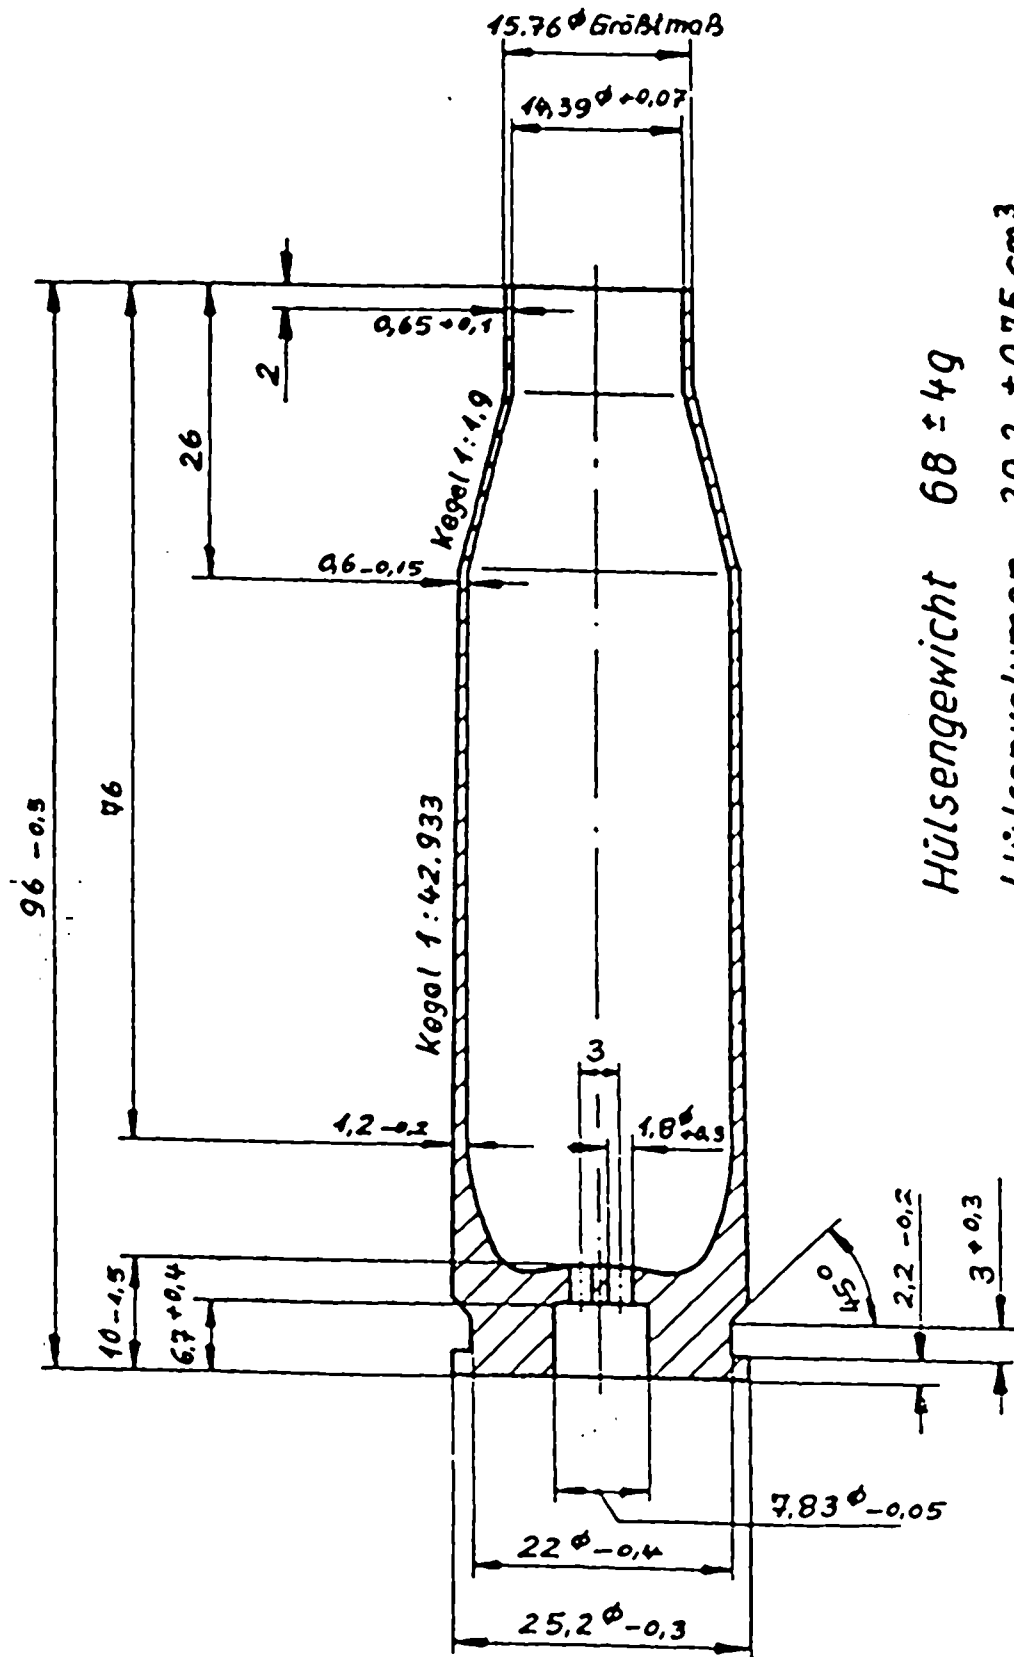 15.76 ⌀ Größtmaß
14,39 ⌀ +0,07
0,65 +0,1
2
26
Kegel 1:1,9
0,6 -0,15
76
96 -0,5
Kegel 1:42.933
3
1,2 -0,2
1,8 ⌀ +0,3
10 -1,5
6,7 +0,4
45°
2,2 -0,2
3 +0,3
7,83 ⌀ -0,05
22 ⌀ -0,4
25,2 ⌀ -0,3
Hülsengewicht 68 ± 4g